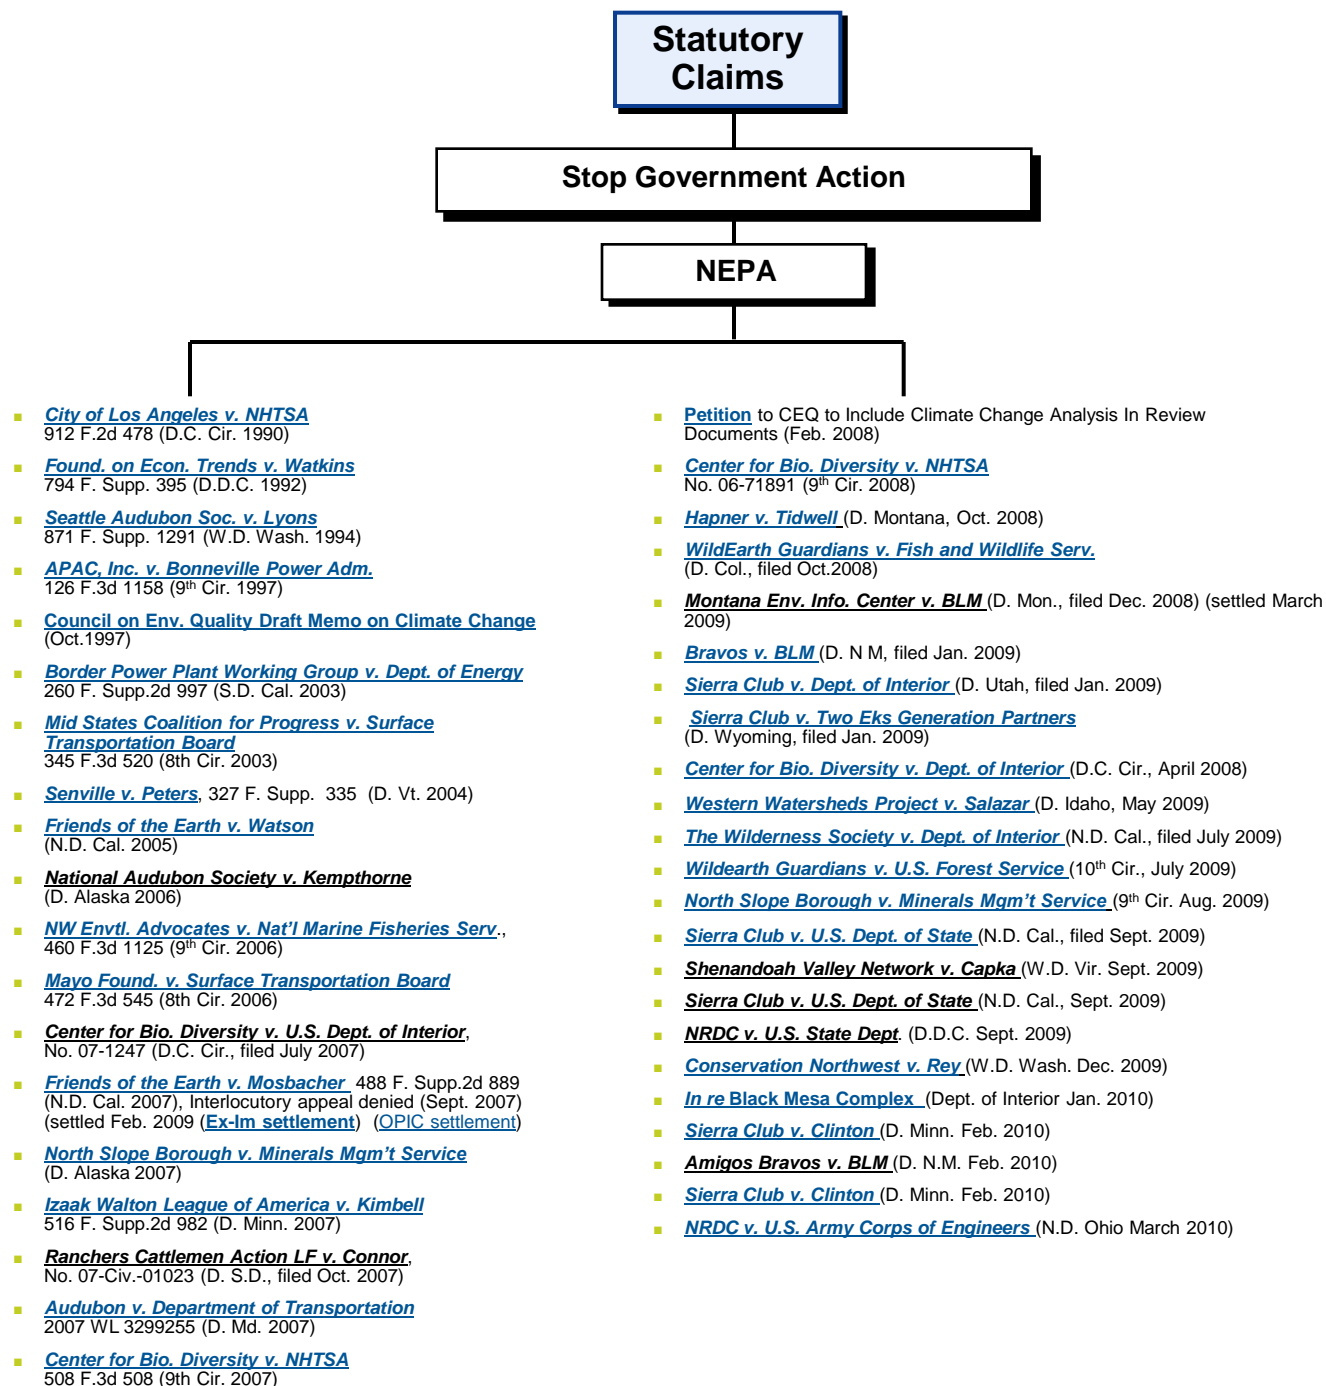 Statutory
Claims
Stop Government Action
NEPA
City of Los Angeles v. NHTSA
912 F.2d 478 (D.C. Cir. 1990)
Found. on Econ. Trends v. Watkins
794 F. Supp. 395 (D.D.C. 1992)
Seattle Audubon Soc. v. Lyons
871 F. Supp. 1291 (W.D. Wash. 1994)
APAC, Inc. v. Bonneville Power Adm.
126 F.3d 1158 (9th Cir. 1997)
Council on Env. Quality Draft Memo on Climate Change
(Oct.1997)
Border Power Plant Working Group v. Dept. of Energy
260 F. Supp.2d 997 (S.D. Cal. 2003)
Mid States Coalition for Progress v. Surface
Transportation Board
345 F.3d 520 (8th Cir. 2003)
Senville v. Peters, 327 F. Supp. 335 (D. Vt. 2004)
Friends of the Earth v. Watson
(N.D. Cal. 2005)
National Audubon Society v. Kempthorne
(D. Alaska 2006)
NW Envtl. Advocates v. Nat'l Marine Fisheries Serv.,
460 F.3d 1125 (9th Cir. 2006)
Mayo Found. v. Surface Transportation Board
472 F.3d 545 (8th Cir. 2006)
Center for Bio. Diversity v. U.S. Dept. of Interior,
No. 07-1247 (D.C. Cir., filed July 2007)
Friends of the Earth v. Mosbacher 488 F. Supp.2d 889
(N.D. Cal. 2007), Interlocutory appeal denied (Sept. 2007)
(settled Feb. 2009 (Ex-Im settlement) (OPIC settlement)
North Slope Borough v. Minerals Mgm't Service
(D. Alaska 2007)
Izaak Walton League of America v. Kimbell
516 F. Supp.2d 982 (D. Minn. 2007)
Ranchers Cattlemen Action LF v. Connor,
No. 07-Civ.-01023 (D. S.D., filed Oct. 2007)
Audubon v. Department of Transportation
2007 WL 3299255 (D. Md. 2007)
Center for Bio. Diversity v. NHTSA
508 F.3d 508 (9th Cir. 2007)
Petition to CEQ to Include Climate Change Analysis In Review
Documents (Feb. 2008)
Center for Bio. Diversity v. NHTSA
No. 06-71891 (9th Cir. 2008)
Hapner v. Tidwell (D. Montana, Oct. 2008)
WildEarth Guardians v. Fish and Wildlife Serv.
(D. Col., filed Oct.2008)
Montana Env. Info. Center v. BLM (D. Mon., filed Dec. 2008) (settled March
2009)
Bravos v. BLM (D. N M, filed Jan. 2009)
Sierra Club v. Dept. of Interior (D. Utah, filed Jan. 2009)
Sierra Club v. Two Eks Generation Partners
(D. Wyoming, filed Jan. 2009)
Center for Bio. Diversity v. Dept. of Interior (D.C. Cir., April 2008)
Western Watersheds Project v. Salazar (D. Idaho, May 2009)
The Wilderness Society v. Dept. of Interior (N.D. Cal., filed July 2009)
Wildearth Guardians v. U.S. Forest Service (10th Cir., July 2009)
North Slope Borough v. Minerals Mgm't Service (9th Cir. Aug. 2009)
Sierra Club v. U.S. Dept. of State (N.D. Cal., filed Sept. 2009)
Shenandoah Valley Network v. Capka (W.D. Vir. Sept. 2009)
Sierra Club v. U.S. Dept. of State (N.D. Cal., Sept. 2009)
NRDC v. U.S. State Dept. (D.D.C. Sept. 2009)
Conservation Northwest v. Rey (W.D. Wash. Dec. 2009)
In re Black Mesa Complex (Dept. of Interior Jan. 2010)
Sierra Club v. Clinton (D. Minn. Feb. 2010)
Amigos Bravos v. BLM (D. N.M. Feb. 2010)
Sierra Club v. Clinton (D. Minn. Feb. 2010)
NRDC v. U.S. Army Corps of Engineers (N.D. Ohio March 2010)